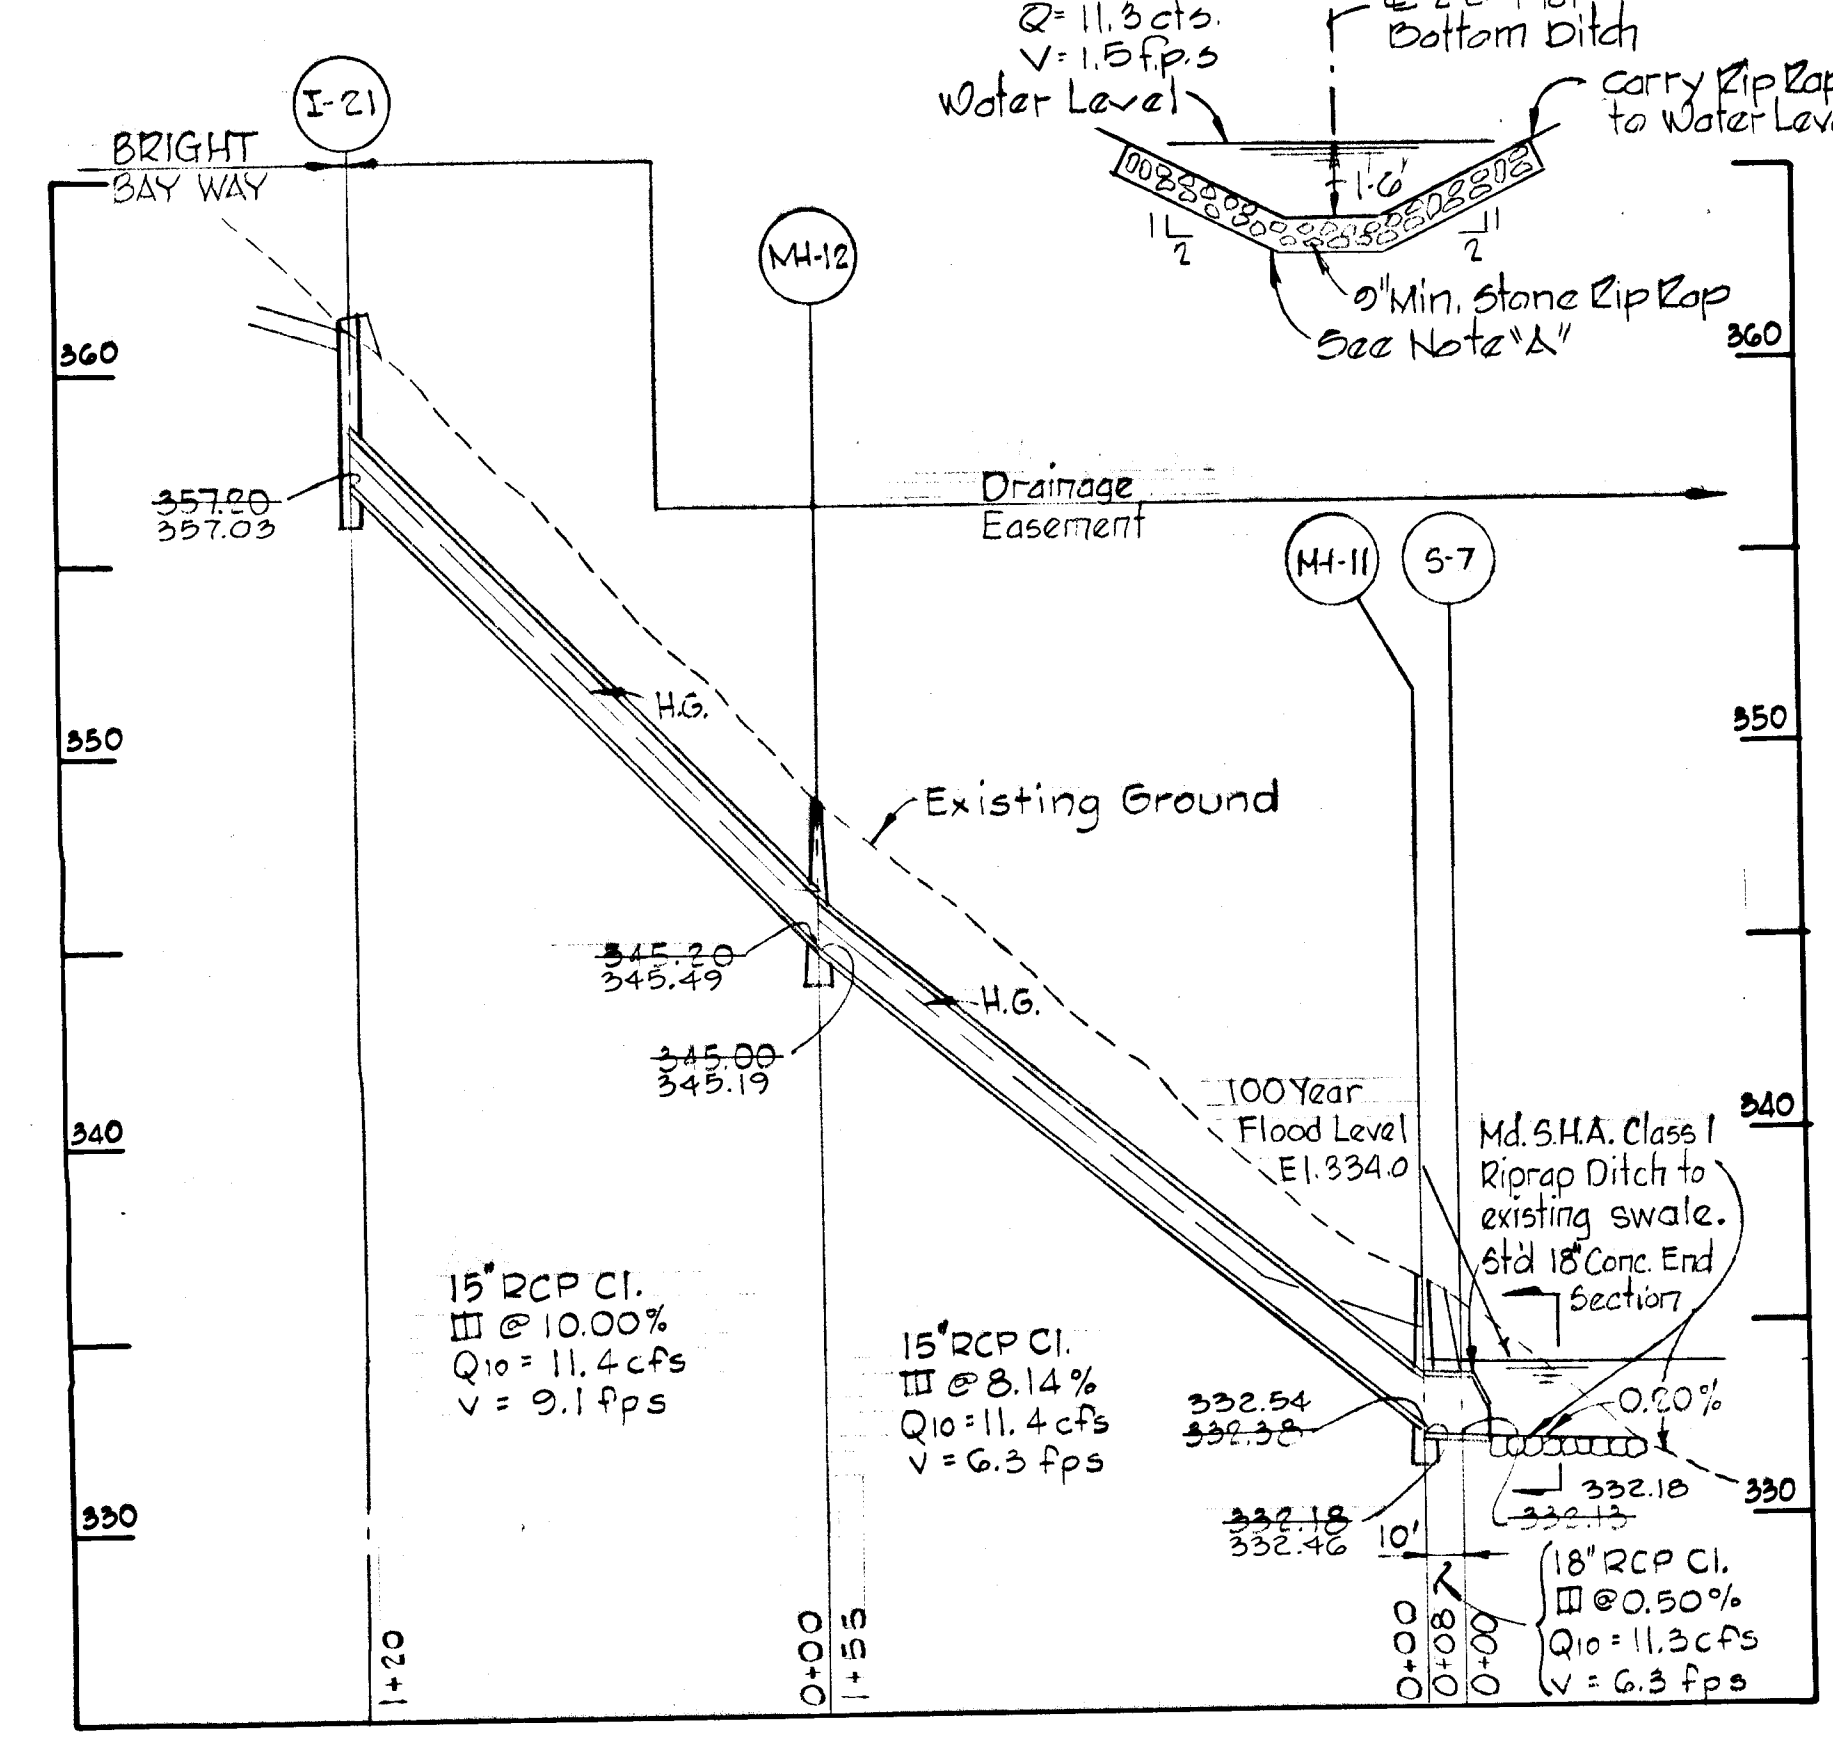 Q= 11.3 cfs.
V= 1.5 f.p.s
Bottom Ditch
Water Level
Carry Rip Rap
to Water Lev
1'-6"
1
2
1
2
9" Min. Stone Rip Rap
See Note "A"
I-21
BRIGHT
BAY WAY
MH-12
360
360
357.20
357.03
Drainage
Easement
MH-11
S-7
H.G.
350
350
Existing Ground
345.20
345.49
H.G.
345.00
345.19
100 Year
Flood Level
El. 334.0
340
340
Md. S.H.A. Class I
Riprap Ditch to
existing swale.
Std 18" Conc. End
Section
15" RCP Cl.
III @ 10.00%
Q10 = 11.4 cfs
V = 9.1 fps
15" RCP Cl.
III @ 8.14%
Q10 = 11.4 cfs
V = 6.3 fps
332.54
332.38
0.20%
332.18
332.13
330
330
332.18
332.46
10'
18" RCP Cl.
III @ 0.50%
Q10 = 11.3 cfs
V = 6.3 fps
1+20
0+00
1+55
0+00
0+08
0+00